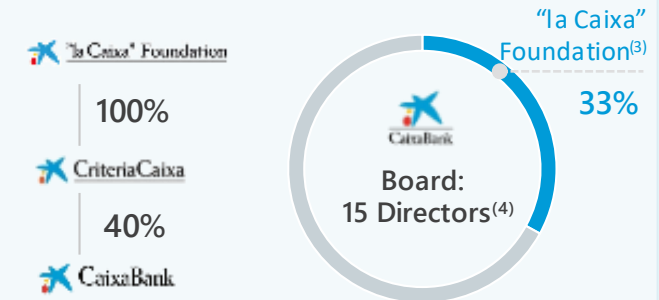 "la Caixa" Foundation
100%
CriteriaCaixa
40%
CaixaBank
“la Caixa”
Foundation(3)
33%
CaixaBank
Board:
15 Directors(4)